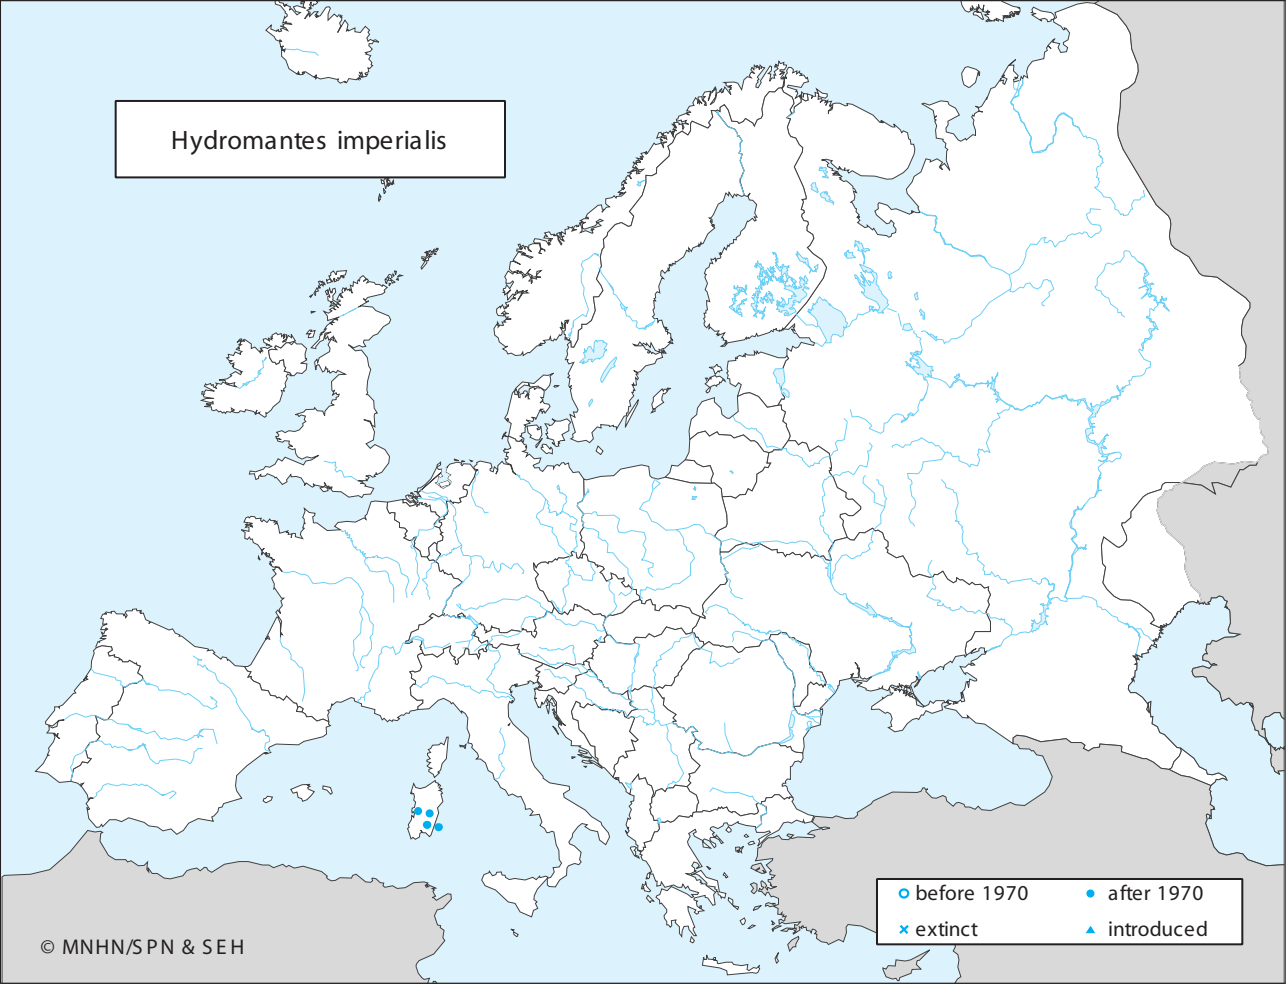 Hydromantes imperialis
before 1970
after 1970
extinct
introduced
© MNHN/SPN & SEH